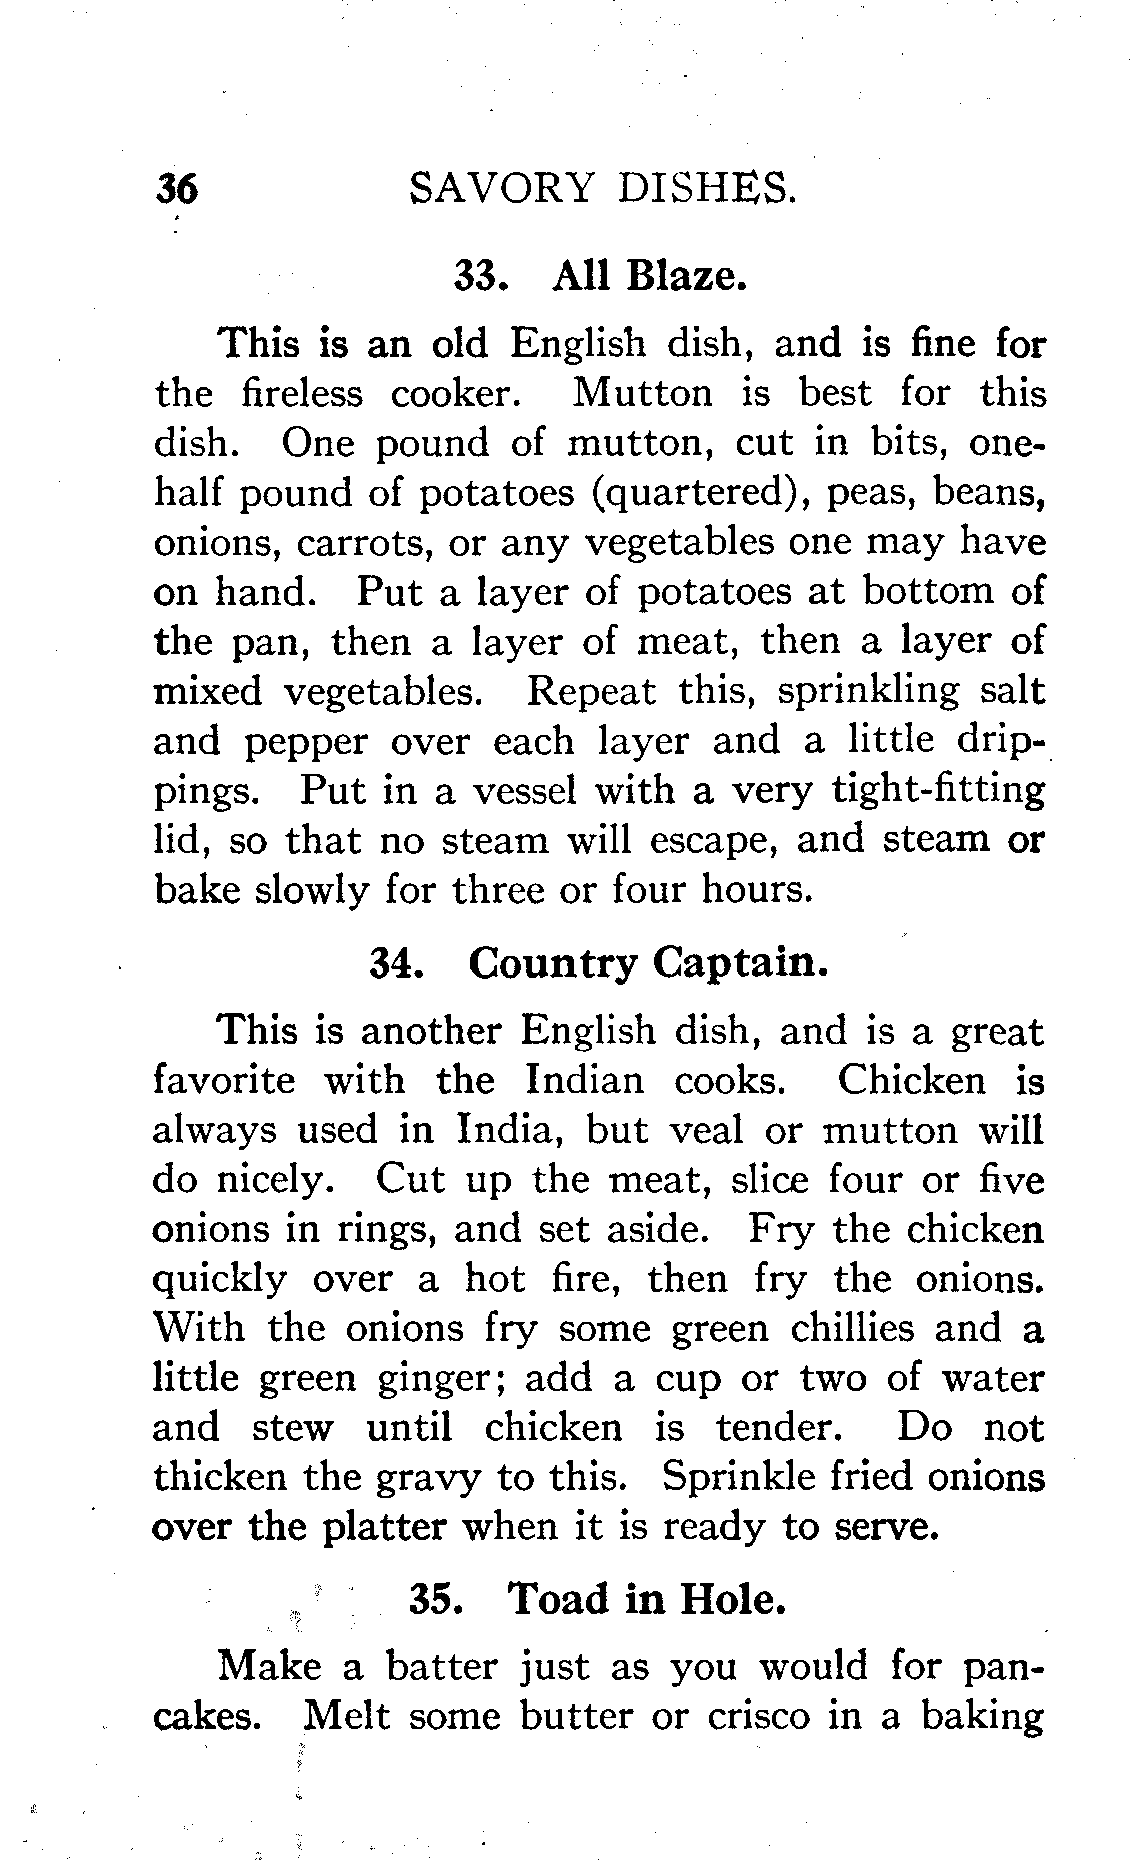 36 SAVORY DISHES.
33. All Blaze.
This is an old English dish, and is fine for
the fireless cooker. Mutton is best for this
dish. One pound of mutton, cut in bits, one-
half pound of potatoes (quartered), peas, beans,
onions, carrots, or any vegetables one may have
on hand. Put a layer of potatoes at bottom of
the pan, then a layer of meat, then a layer of
mixed vegetables. Repeat this, sprinkling salt
and pepper over each layer and a little drip-
pings. Put in a vessel with a very tight-fitting
lid, so that no steam will escape, and steam or
bake slowly for three or four hours.
34. Country Captain.
This is another English dish, and is a great
favorite with the Indian cooks. Chicken is
always used in India, but veal or mutton will
do nicely. Cut up the meat, slice four or five
onions in rings, and set aside. Fry the chicken
quickly over a hot fire, then fry the onions.
With the onions fry some green chillies and a
little green ginger; add a cup or two of water
and stew until chicken is tender. Do not
thicken the gravy to this. Sprinkle fried onions
over the platter when it is ready to serve.
35. Toad in Hole.
Make a batter just as you would for pan-
cakes. Melt some butter or crisco in a baking